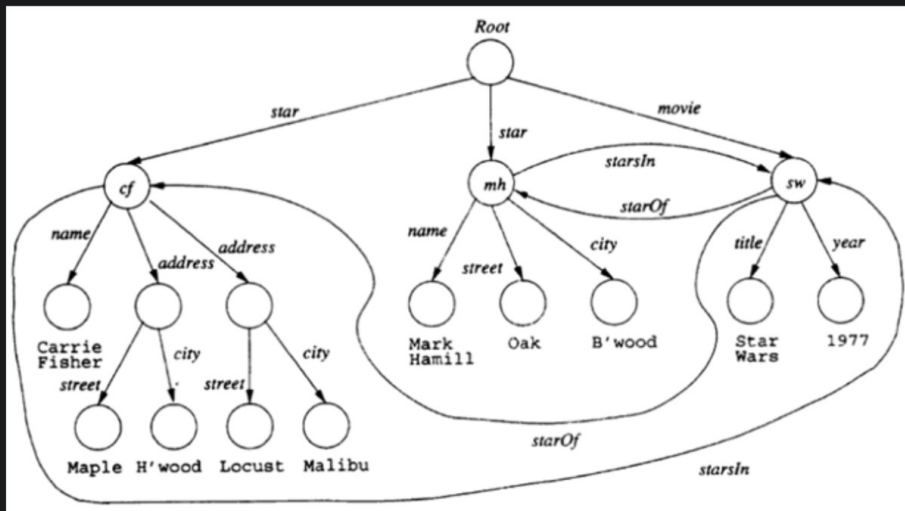 Root
star
star
movie
cf
mh
starsIn
sw
starOf
name
address
address
name
street
city
title
year
Carrie
Fisher
Mark
Hamill
Oak
B'wood
Star
Wars
1977
street
city
street
city
Maple
H'wood
Locust
Malibu
starOf
starsIn